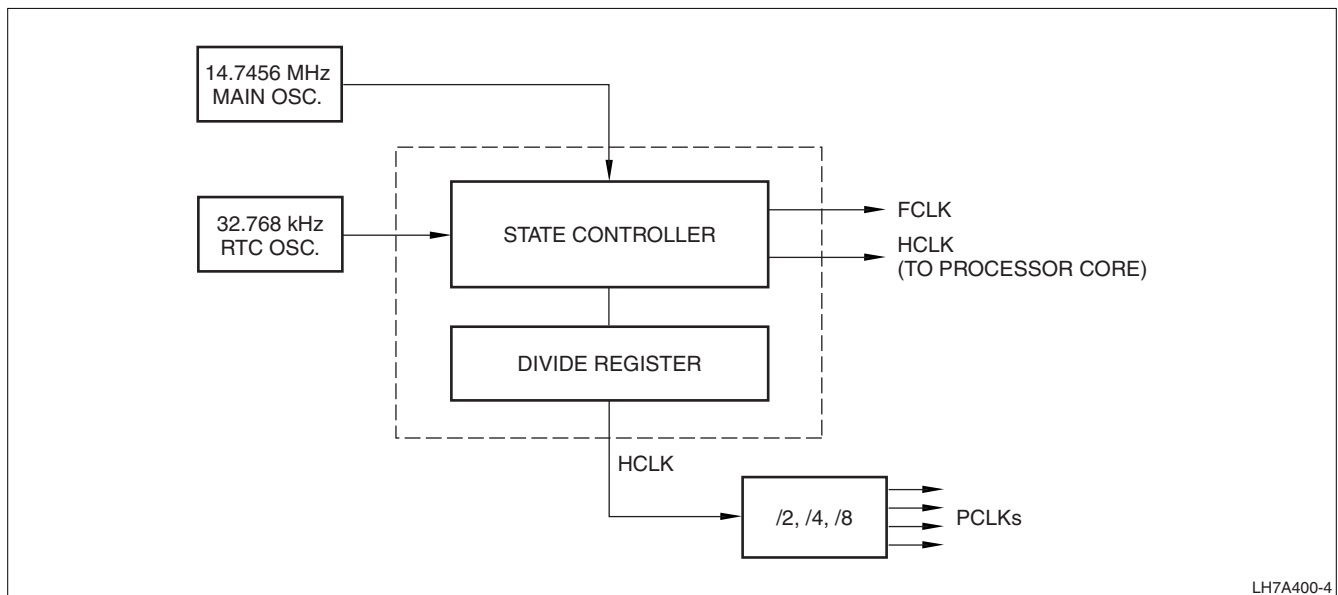 14.7456 MHz
MAIN OSC.
32.768 kHz
RTC OSC.
STATE CONTROLLER
FCLK
HCLK
(TO PROCESSOR CORE)
DIVIDE REGISTER
HCLK
/2, /4, /8
PCLKs
LH7A400-4